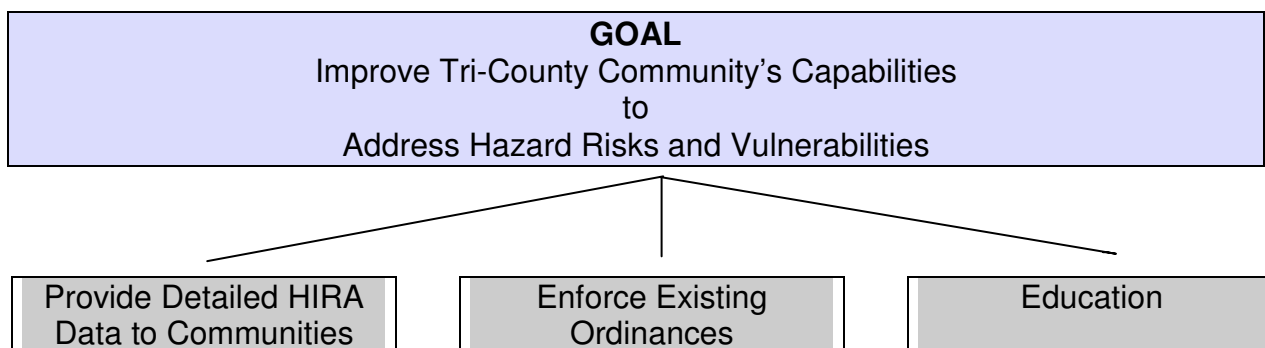 GOAL
Improve Tri-County Community's Capabilities
to
Address Hazard Risks and Vulnerabilities
Provide Detailed HIRA
Data to Communities
Enforce Existing
Ordinances
Education